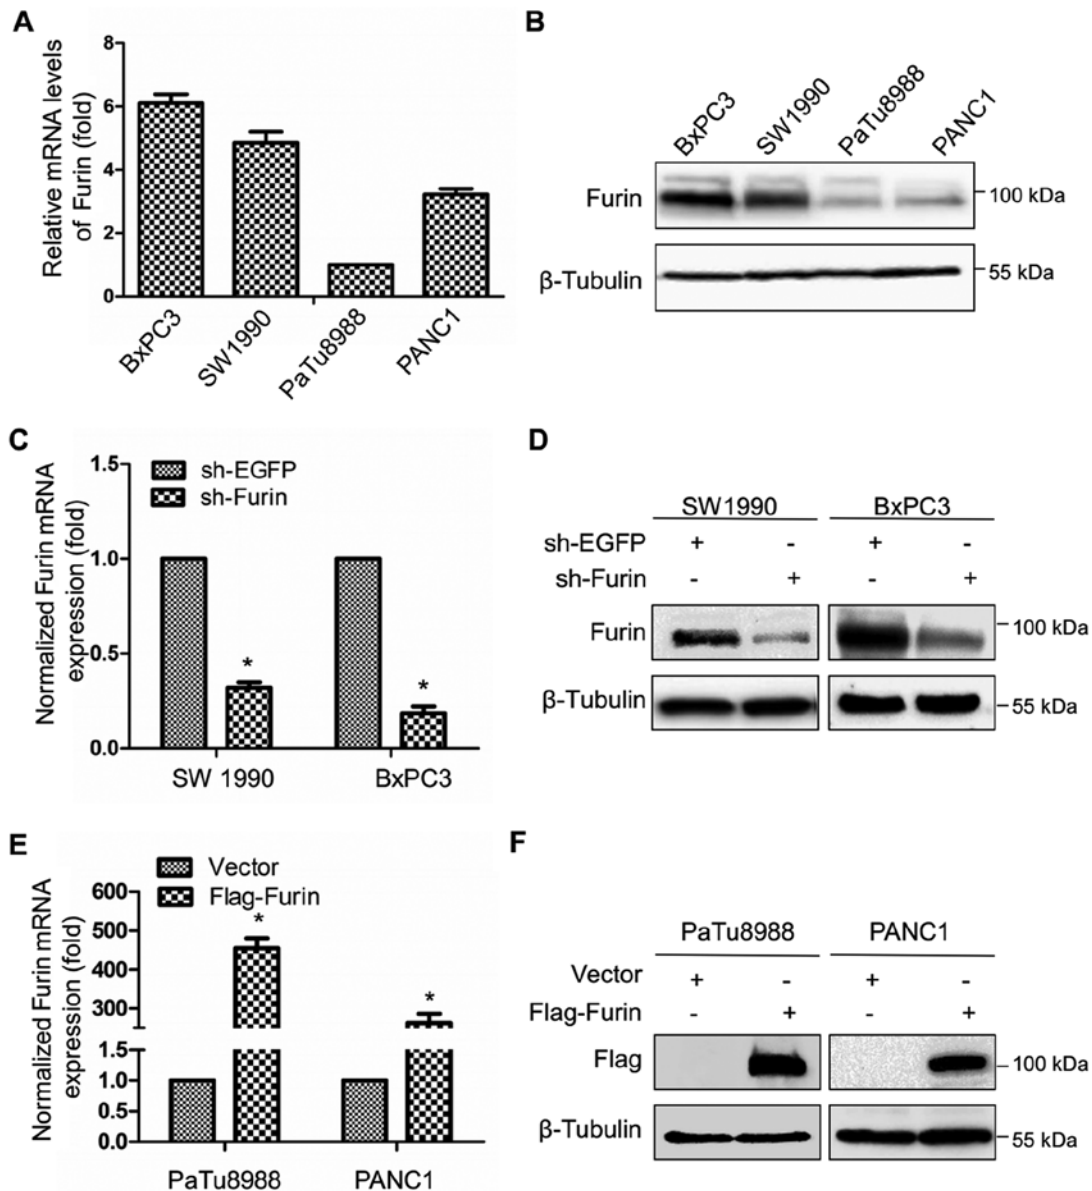 A
Relative mRNA levels
of Furin (fold)
8
6
4
2
0
BxPC3
SW1990
PaTu8988
PANC1
B
BxPC3
SW1990
PaTu8988
PANC1
Furin
100 kDa
β-Tubulin
55 kDa
C
Normalized Furin mRNA
expression (fold)
1.5
1.0
0.5
0.0
sh-EGFP
sh-Furin
*
*
SW 1990
BxPC3
D
SW1990 BxPC3
sh-EGFP + - + -
sh-Furin - + - +
Furin
100 kDa
β-Tubulin
55 kDa
E
Normalized Furin mRNA
expression (fold)
Vector
Flag-Furin
600
500
400
300
1.5
1.0
0.5
0.0
*
*
PaTu8988
PANC1
F
PaTu8988 PANC1
Vector + - + -
Flag-Furin - + - +
Flag
100 kDa
β-Tubulin
55 kDa